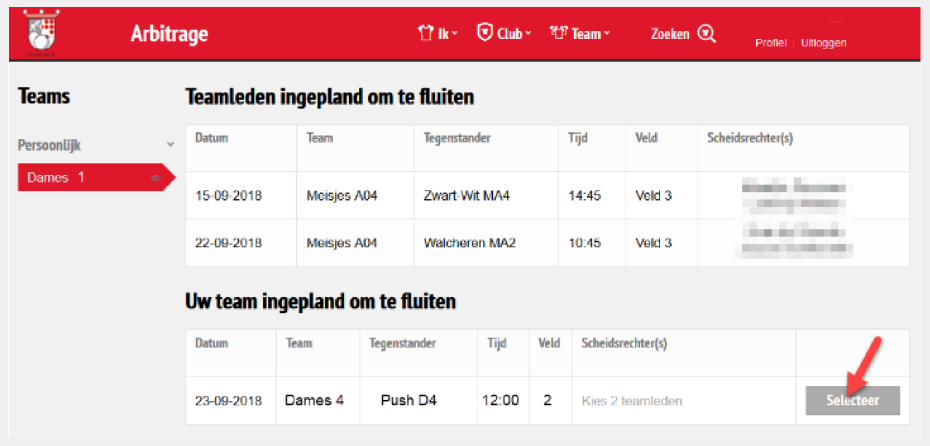 Arbitrage
Ik Club Team Zoeken Profiel | Uitloggen
Teams
Persoonlijk
Dames 1
Teamleden ingepland om te fluiten
Datum Team Tegenstander Tijd Veld Scheidsrechter(s)
15-09-2018 Meisjes A04 Zwart-Wit MA4 14:45 Veld 3
22-09-2018 Meisjes A04 Walcheren MA2 10:45 Veld 3
Uw team ingepland om te fluiten
Datum Team Tegenstander Tijd Veld Scheidsrechter(s)
23-09-2018 Dames 4 Push D4 12:00 2 Kies 2 teamleden Selecteer